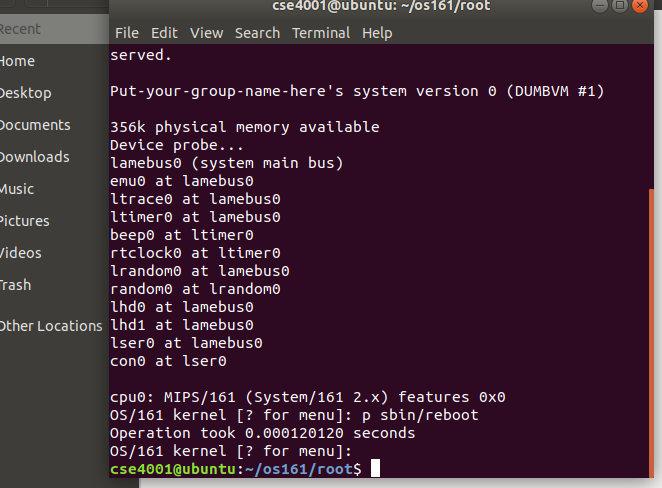 cse4001@ubuntu: ~/os161/root
Recent
Home
Desktop
Documents
Downloads
Music
Pictures
Videos
Trash
Other Locations
File Edit View Search Terminal Help
served.
Put-your-group-name-here's system version 0 (DUMBVM #1)
356k physical memory available
Device probe...
lamebus0 (system main bus)
emu0 at lamebus0
ltrace0 at lamebus0
ltimer0 at lamebus0
beep0 at ltimer0
rtclock0 at ltimer0
lrandom0 at lamebus0
random0 at lrandom0
lhd0 at lamebus0
lhd1 at lamebus0
lser0 at lamebus0
con0 at lser0
cpu0: MIPS/161 (System/161 2.x) features 0x0
OS/161 kernel [? for menu]: p sbin/reboot
Operation took 0.000120120 seconds
OS/161 kernel [? for menu]:
cse4001@ubuntu:~/os161/root$